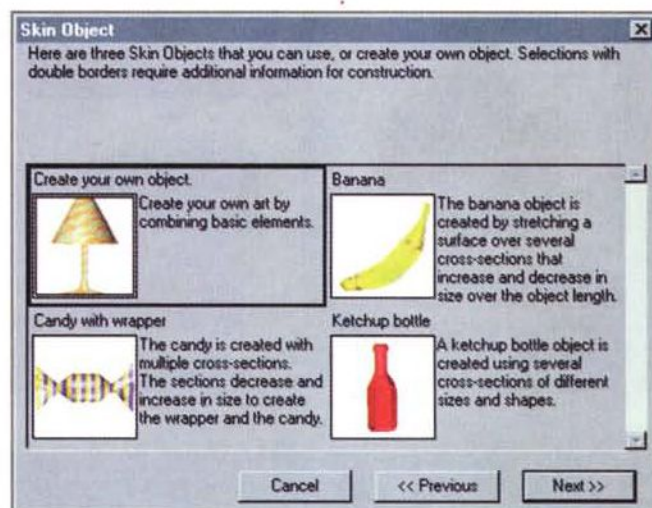 Skin Object
Here are three Skin Objects that you can use, or create your own object. Selections with
double borders require additional information for construction.
Create your own object.
Create your own art by
combining basic elements.
Banana
The banana object is
created by stretching a
surface over several
cross-sections that
increase and decrease in
size over the object length.
Candy with wrapper
The candy is created with
multiple cross-sections.
The sections decrease and
increase in size to create
the wrapper and the candy.
Ketchup bottle
A ketchup bottle object is
created using several
cross-sections of different
sizes and shapes.
Cancel
<< Previous
Next >>